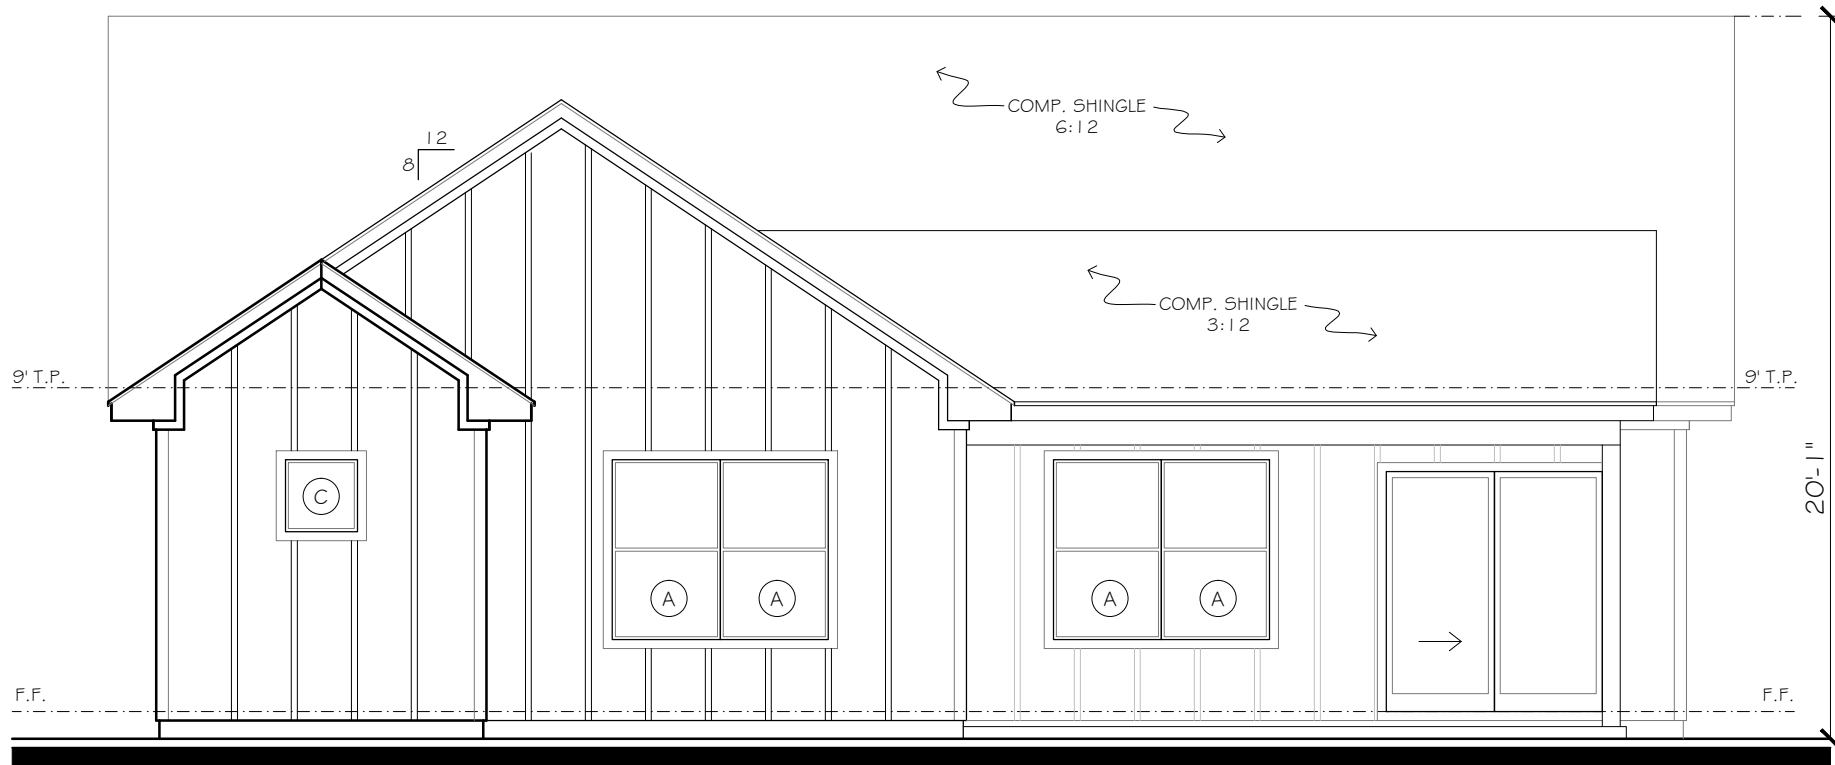 COMP. SHINGLE
6:12
12
8
COMP. SHINGLE
3:12
9' T.P.
9' T.P.
C
A
A
A
A
20'-1"
F.F.
F.F.